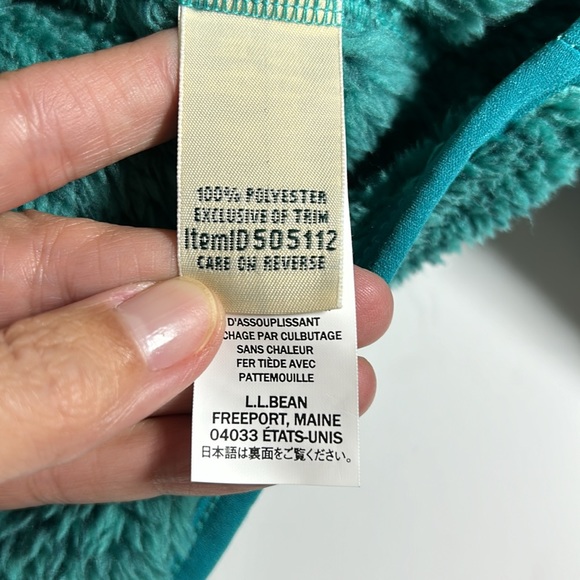 100% POLYESTER
EXCLUSIVE OF TRIM
ItemID505112
CARE ON REVERSE
D'ASSOUPLISSANT
PAR CULBUTAGE
SANS CHALEUR
FER TIÈDE AVEC
PATTEMOUILLE
L.L.BEAN
FREEPORT, MAINE
04033 ÉTATS-UNIS
日本語は裏面をご覧ください。